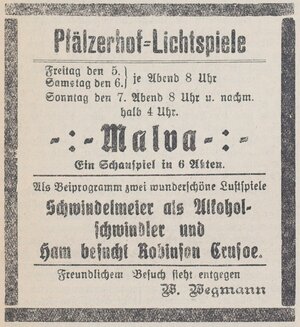 Pfälzerhof=Lichtspiele
Freitag den 5.
Samstag den 6. } je Abend 8 Uhr
Sonntag den 7. Abend 8 Uhr u. nachm.
halb 4 Uhr.
-:- Malva -:-
Ein Schauspiel in 6 Akten.
Als Beiprogramm zwei wunderschöne Lustspiele
Schwindelmeier als Alkohol-
schwindler und
Ham besucht Robinson Crusoe.
Freundlichem Besuch sieht entgegen
W. Wegmann